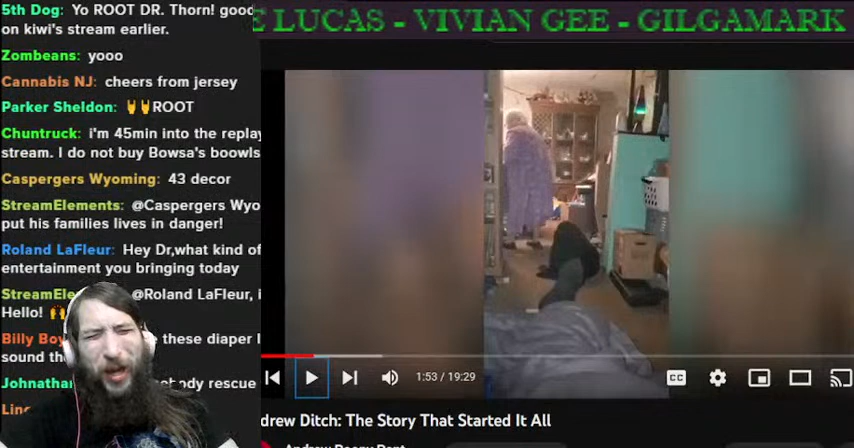 5th Dog: Yo ROOT DR. Thorn! good
on kiwi's stream earlier.
Zombeans: yooo
Cannabis NJ: cheers from jersey
Parker Sheldon: 🤘🤘ROOT
Chuntruck: i'm 45min into the replay
stream. I do not buy Bowsa's boowls
Caspergers Wyoming: 43 decor
StreamElements: @Caspergers Wyo
put his families lives in danger!
Roland LaFleur: Hey Dr,what kind of
entertainment you bringing today
StreamEle @Roland LaFleur, i
Hello! 🙌
Billy Boy these diaper l
sound the
Johnathan body rescue
LUCAS - VIVIAN GEE - GILGAMARK
1:53 / 19:29
CC
drew Ditch: The Story That Started It All